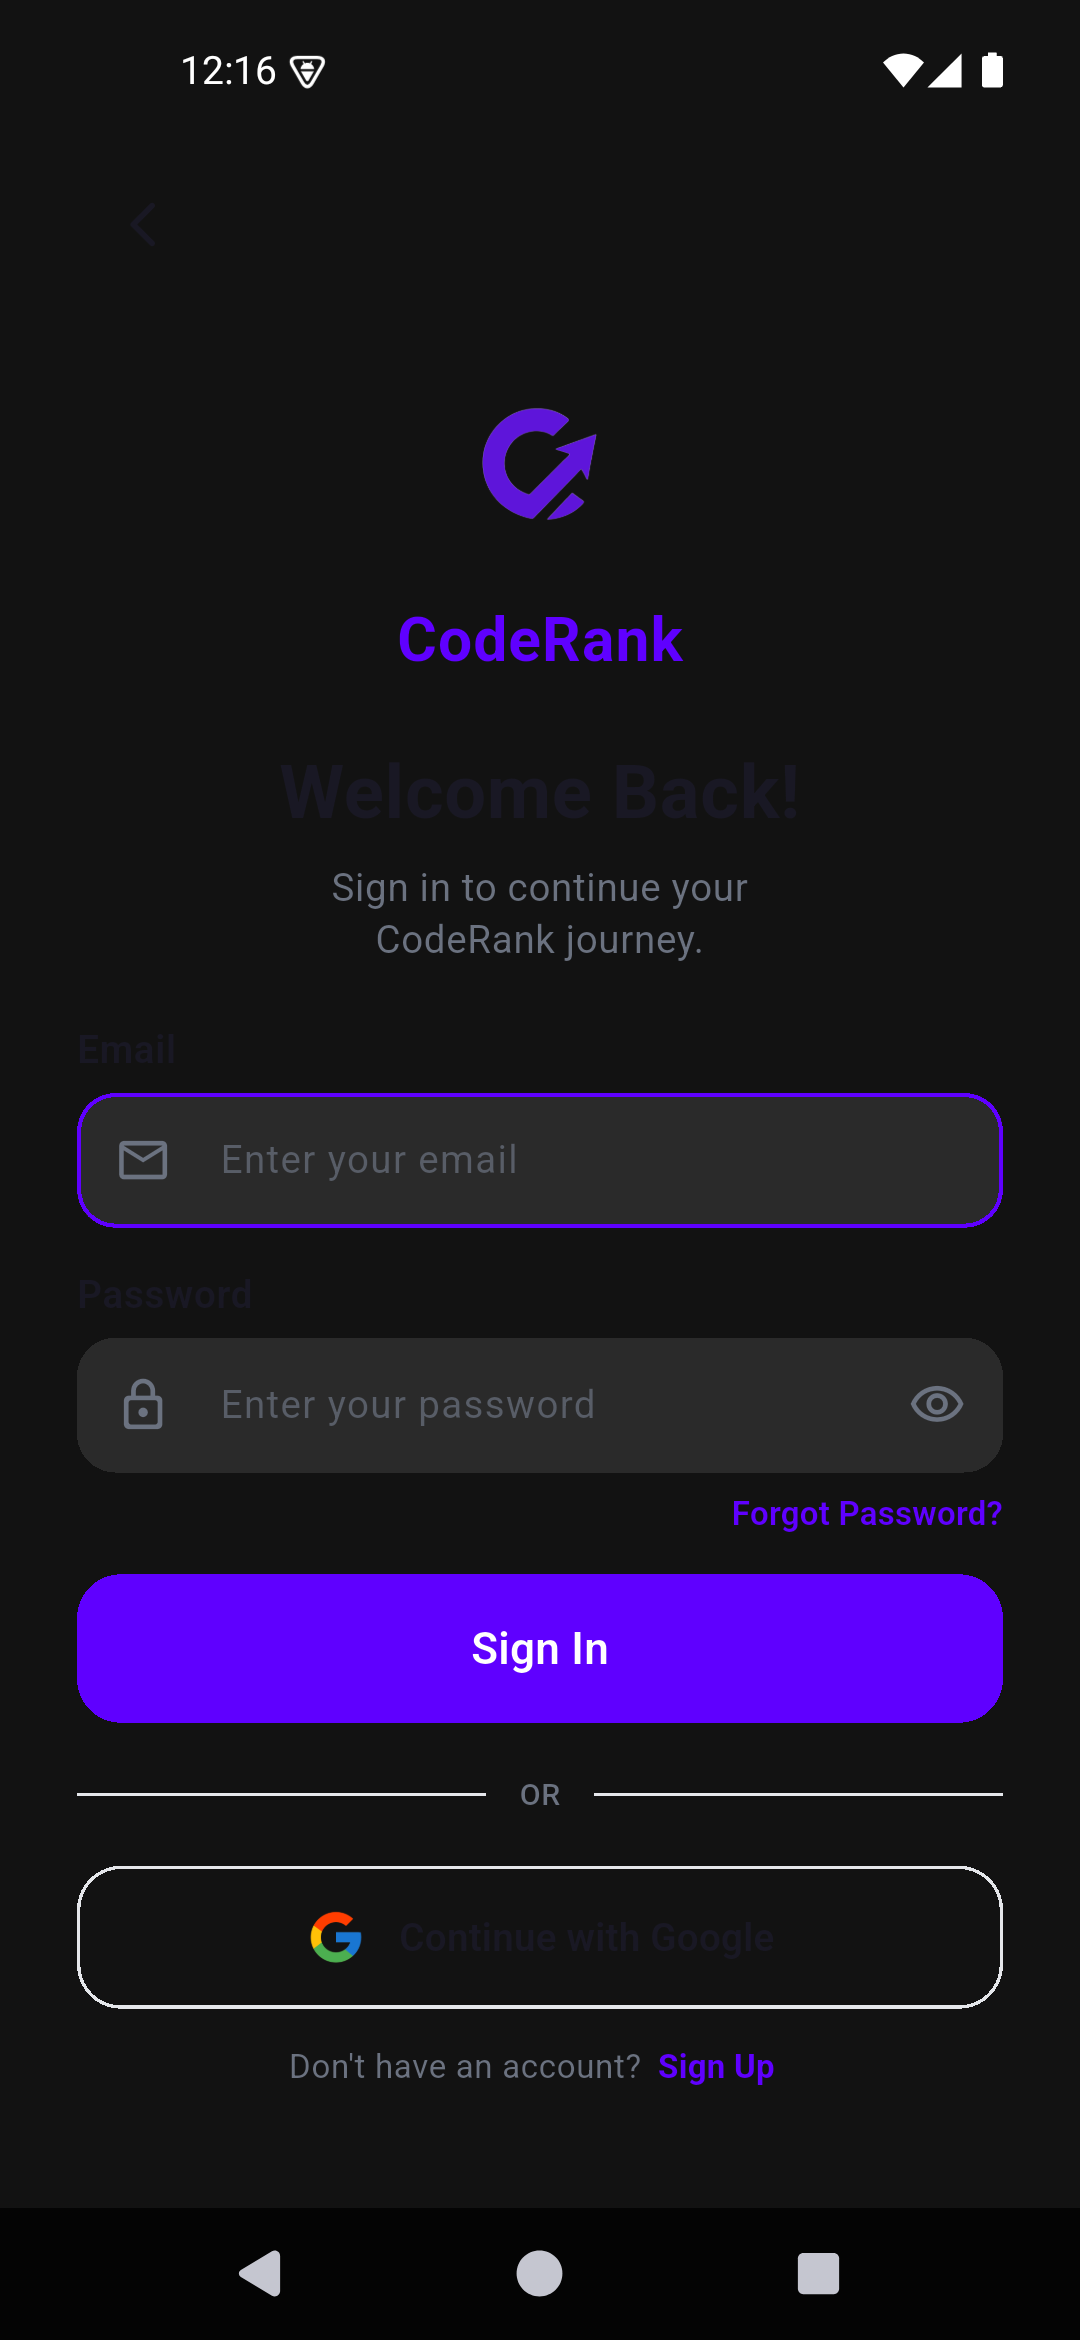 12:16
CodeRank
Welcome Back!
Sign in to continue your
CodeRank journey.
Email
Enter your email
Password
Enter your password
Forgot Password?
Sign In
OR
Continue with Google
Don't have an account? Sign Up